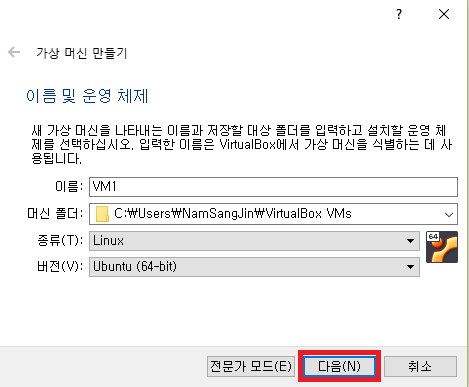 ?
가상 머신 만들기
이름 및 운영 체제
새 가상 머신을 나타내는 이름과 저장할 대상 폴더를 입력하고 설치할 운영 체
제를 선택하십시오. 입력한 이름은 VirtualBox에서 가상 머신을 식별하는 데 사
용됩니다.
이름: VM1
머신 폴더: C:₩Users₩NamSangJin₩VirtualBox VMs
종류(T): Linux
64
버전(V): Ubuntu (64-bit)
전문가 모드(E) 다음(N) 취소